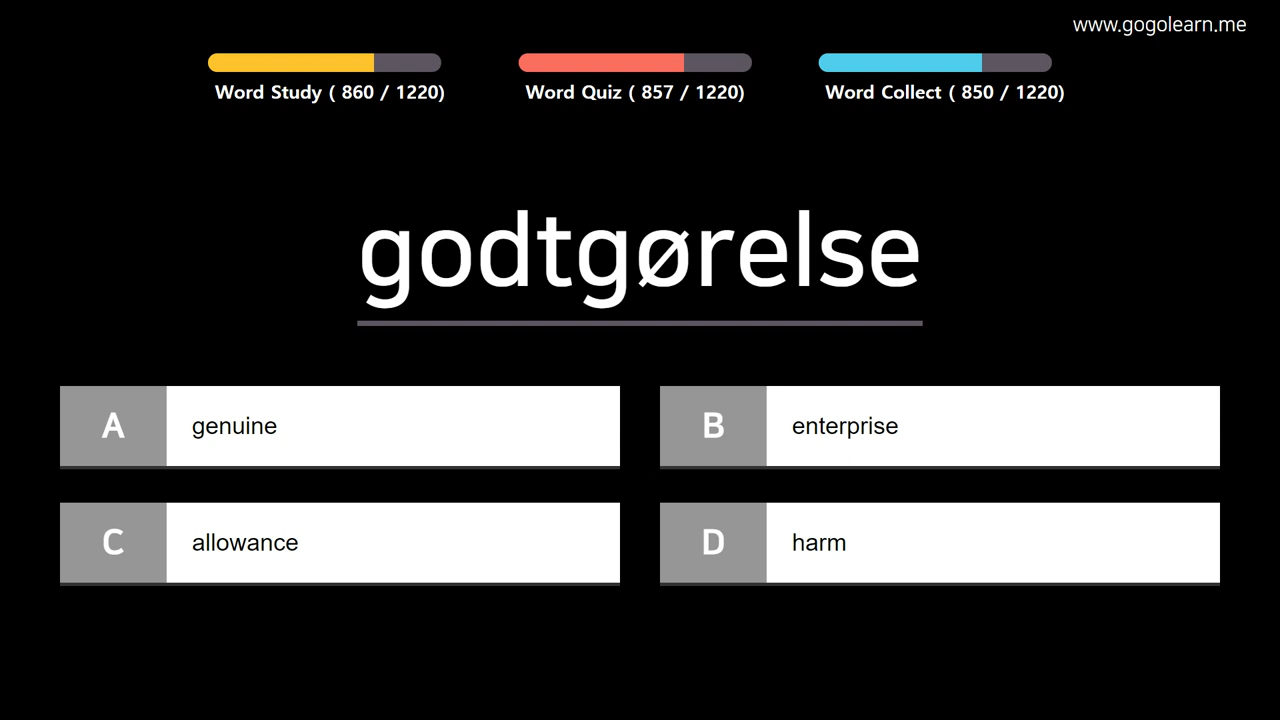 www.gogolearn.me
Word Study ( 860 / 1220)
Word Quiz ( 857 / 1220)
Word Collect ( 850 / 1220)
godtgørelse
A genuine
B enterprise
C allowance
D harm